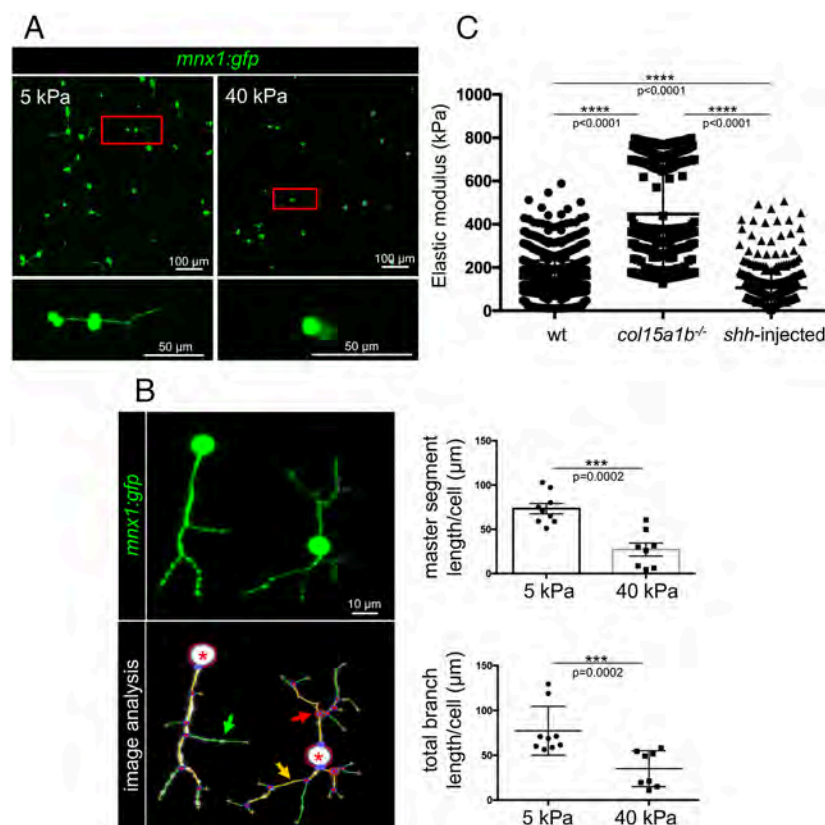 A
mnx1:gfp
5 kPa
40 kPa
100 µm
100 µm
50 µm
50 µm
C
****
p<0.0001
**** ****
p<0.0001 p<0.0001
Elastic modulus (kPa)
1000
800
600
400
200
0
wt col15a1b-/- shh-injected
B
mnx1:gfp
10 µm
image analysis
*
*
***
p=0.0002
master segment
length/cell (µm)
150
100
50
0
5 kPa 40 kPa
***
p=0.0002
total branch
length/cell (µm)
150
100
50
0
5 kPa 40 kPa